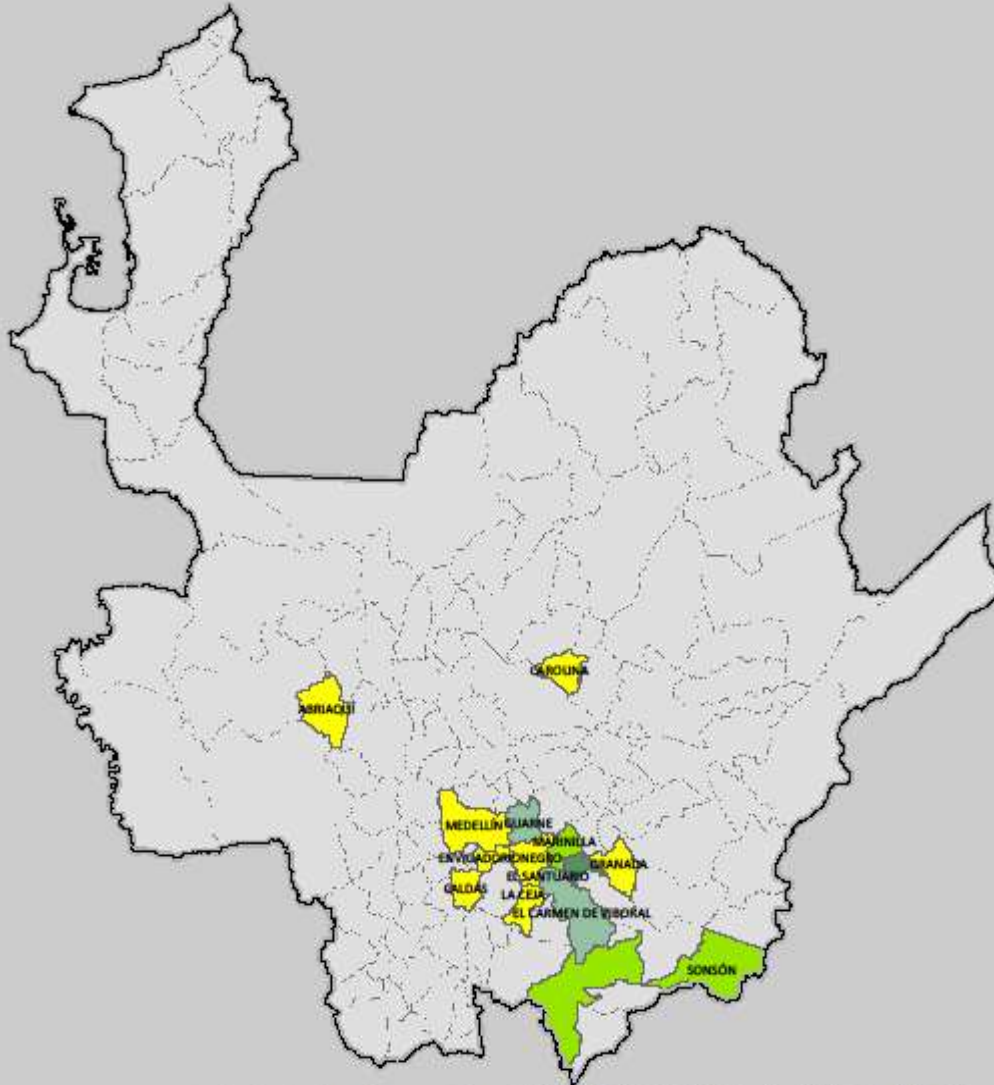 CAROLINA
ABRIAQUÍ
MEDELLÍN
GUARNE
MARINILLA
ENVIGADO
RIONEGRO
GRANADA
EL SANTUARIO
CALDAS
LA CEJA
EL CARMEN DE VIBORAL
SONSÓN